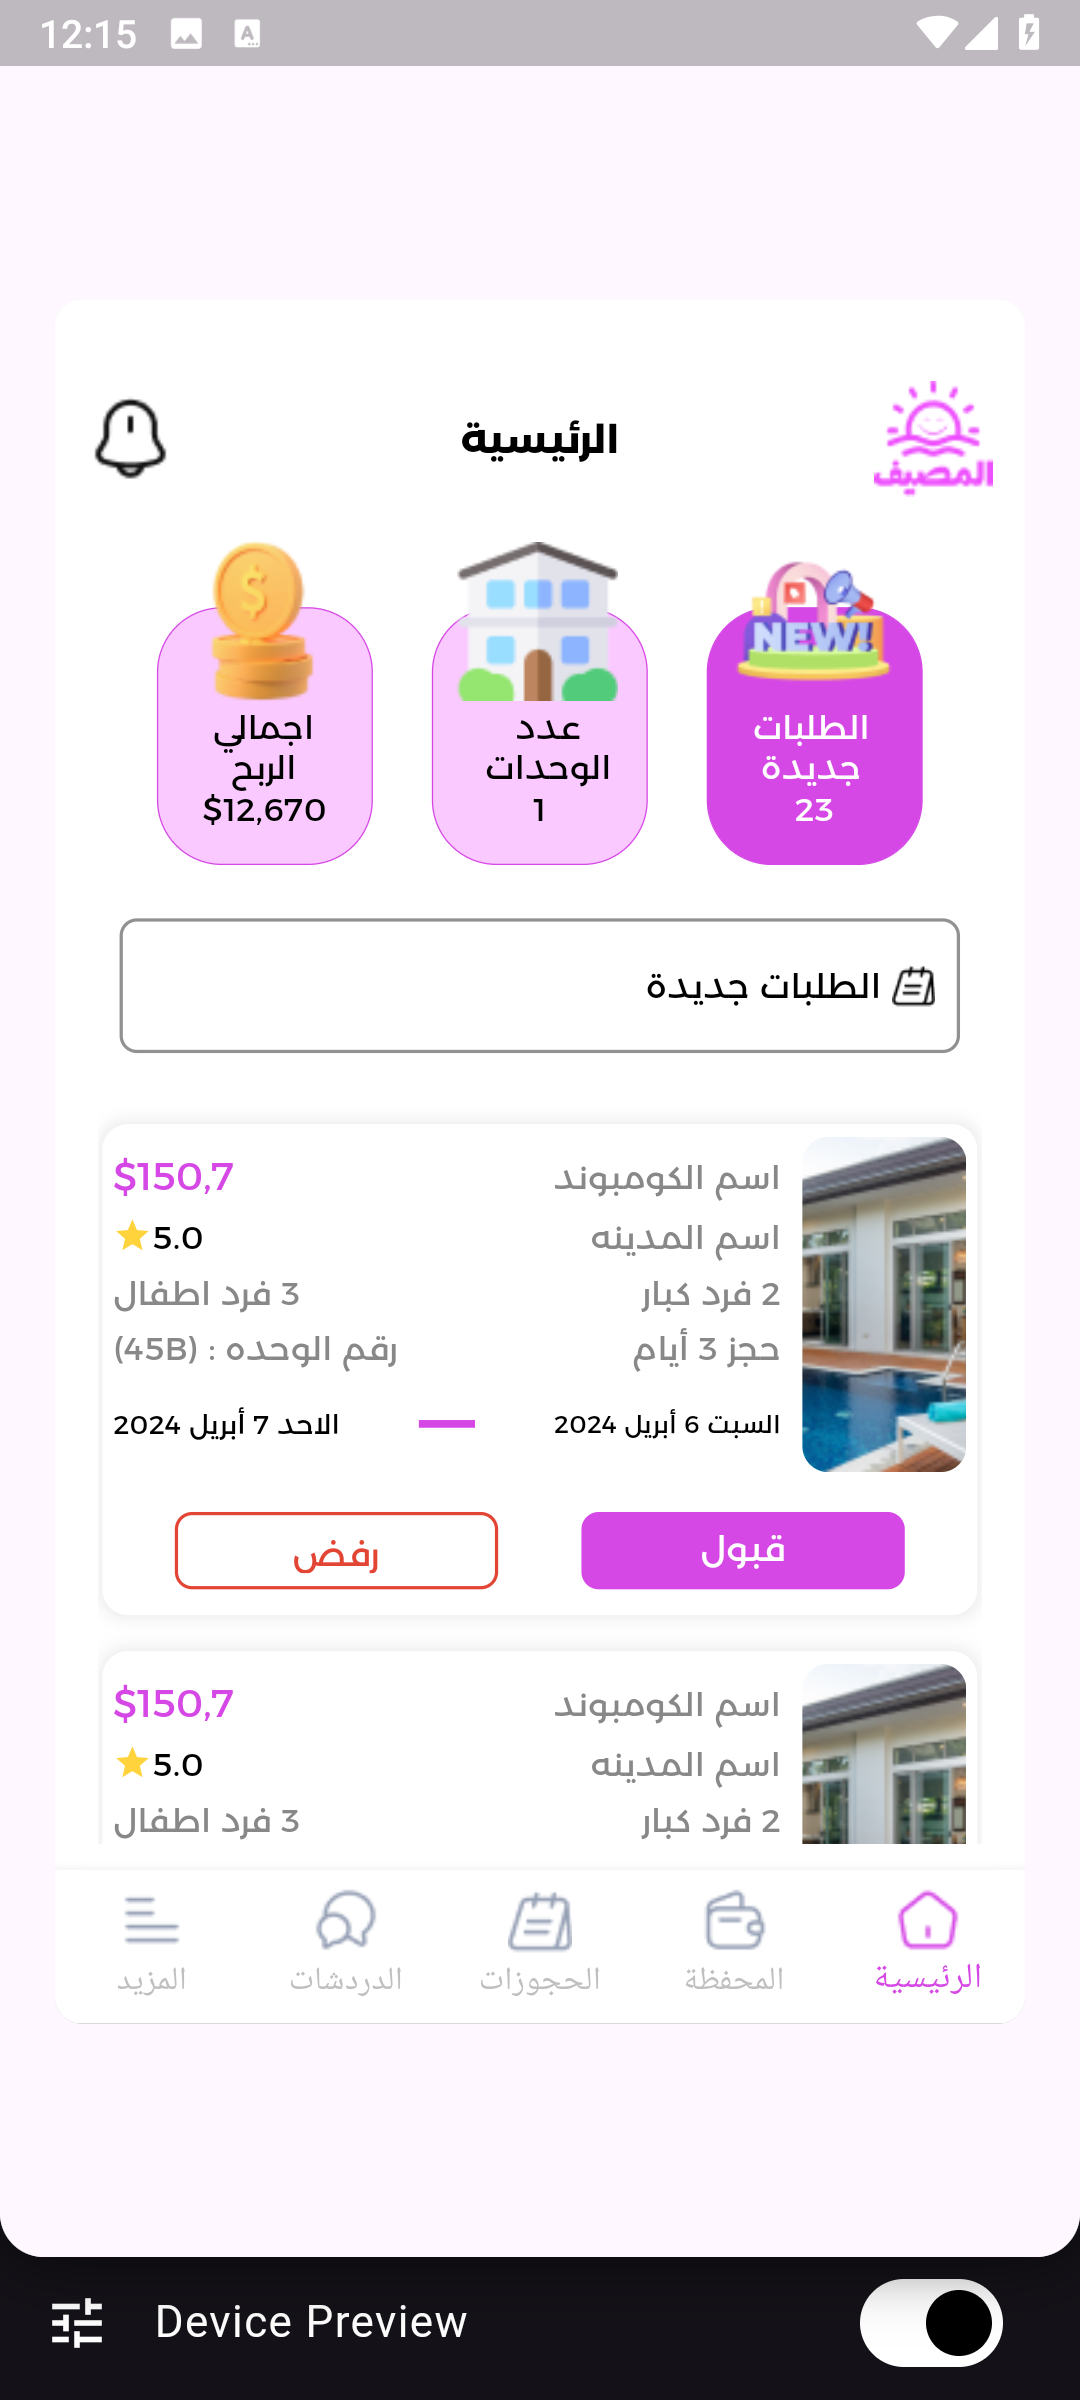 12:15
المصيف
الرئيسية
NEW!
الطلبات
جديدة
23
عدد
الوحدات
1
اجمالي
الربح
$12,670
الطلبات جديدة
اسم الكومبوند
$150,7
اسم المدينه
5.0
2 فرد كبار
3 فرد اطفال
حجز 3 أيام
رقم الوحده : (45B)
السبت 6 أبريل 2024
الاحد 7 أبريل 2024
قبول
رفض
اسم الكومبوند
$150,7
اسم المدينه
5.0
2 فرد كبار
3 فرد اطفال
الرئيسية
المحفظة
الحجوزات
الدردشات
المزيد
Device Preview